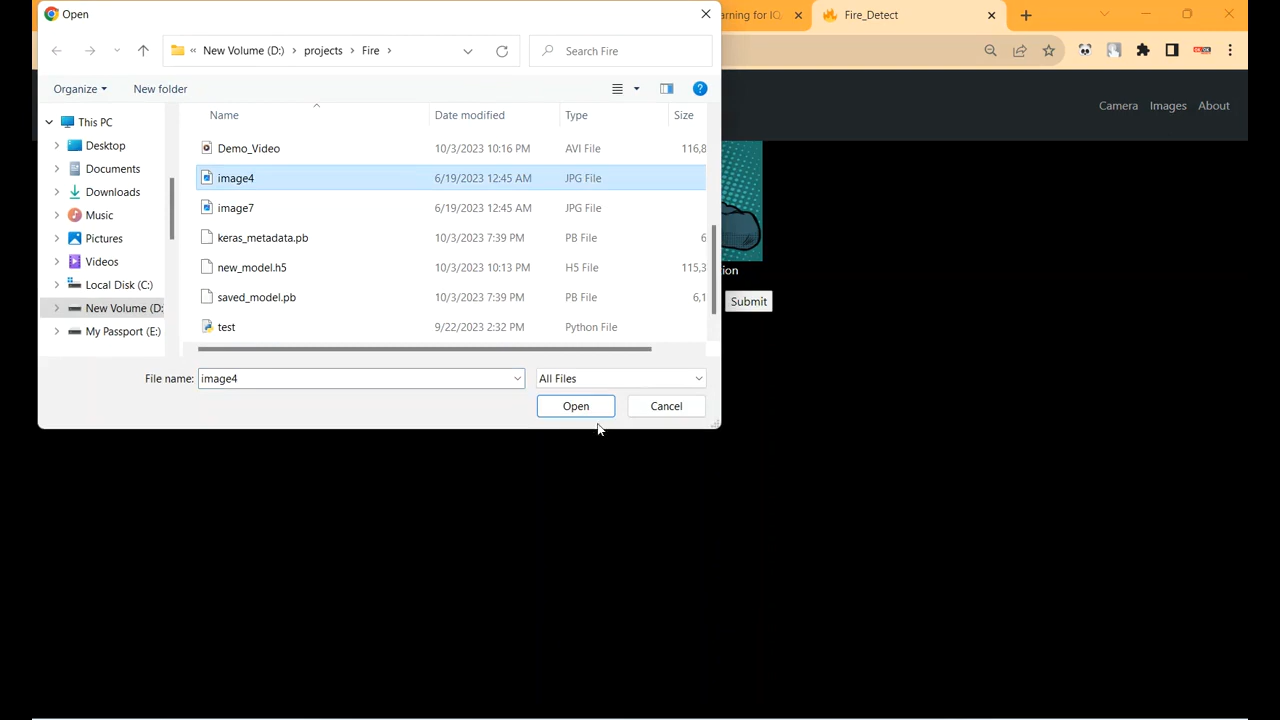 Open
arning for I
Fire_Detect
« New Volume (D:) › projects › Fire ›
Search Fire
Organize
New folder
Camera Images About
Name Date modified Type Size
This PC
Desktop
Documents
Downloads
Music
Pictures
Videos
Local Disk (C:)
New Volume (D:
My Passport (E:)
Demo_Video 10/3/2023 10:16 PM AVI File 116,8
image4 6/19/2023 12:45 AM JPG File
image7 6/19/2023 12:45 AM JPG File
keras_metadata.pb 10/3/2023 7:39 PM PB File 6
new_model.h5 10/3/2023 10:13 PM H5 File 115,3
saved_model.pb 10/3/2023 7:39 PM PB File 6,1
test 9/22/2023 2:32 PM Python File
ion
Submit
File name: image4 All Files
Open Cancel